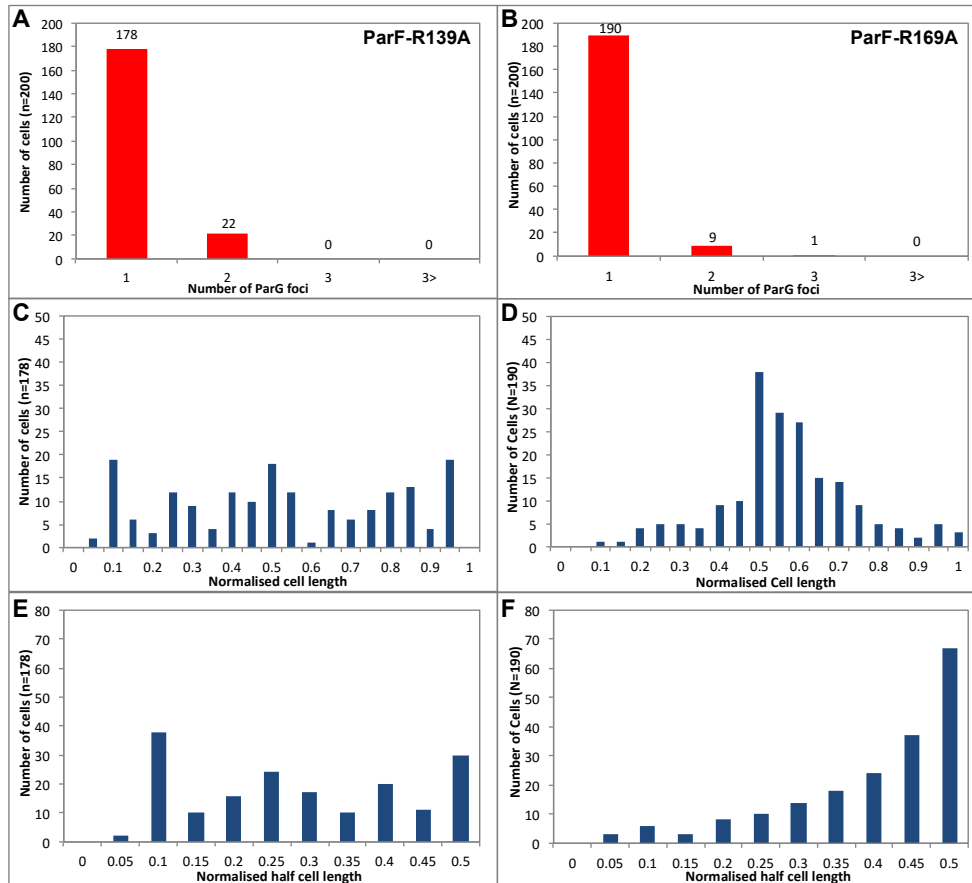 A
ParF-R139A
Number of cells (n=200)
200
180
160
140
120
100
80
60
40
20
0
178
22
0
0
1 2 3 3>
Number of ParG foci
B
ParF-R169A
Number of cells (n=200)
200
180
160
140
120
100
80
60
40
20
0
190
9
1
0
1 2 3 3>
Number of ParG foci
C
Number of cells (n=178)
50
45
40
35
30
25
20
15
10
5
0
0 0.1 0.2 0.3 0.4 0.5 0.6 0.7 0.8 0.9 1
Normalised cell length
D
Number of Cells (N=190)
50
45
40
35
30
25
20
15
10
5
0
0 0.1 0.2 0.3 0.4 0.5 0.6 0.7 0.8 0.9 1
Normalised Cell length
E
Number of cells (n=178)
80
70
60
50
40
30
20
10
0
0 0.05 0.1 0.15 0.2 0.25 0.3 0.35 0.4 0.45 0.5
Normalised half cell length
F
Number of Cells (N=190)
80
70
60
50
40
30
20
10
0
0 0.05 0.1 0.15 0.2 0.25 0.3 0.35 0.4 0.45 0.5
Normalised half cell length